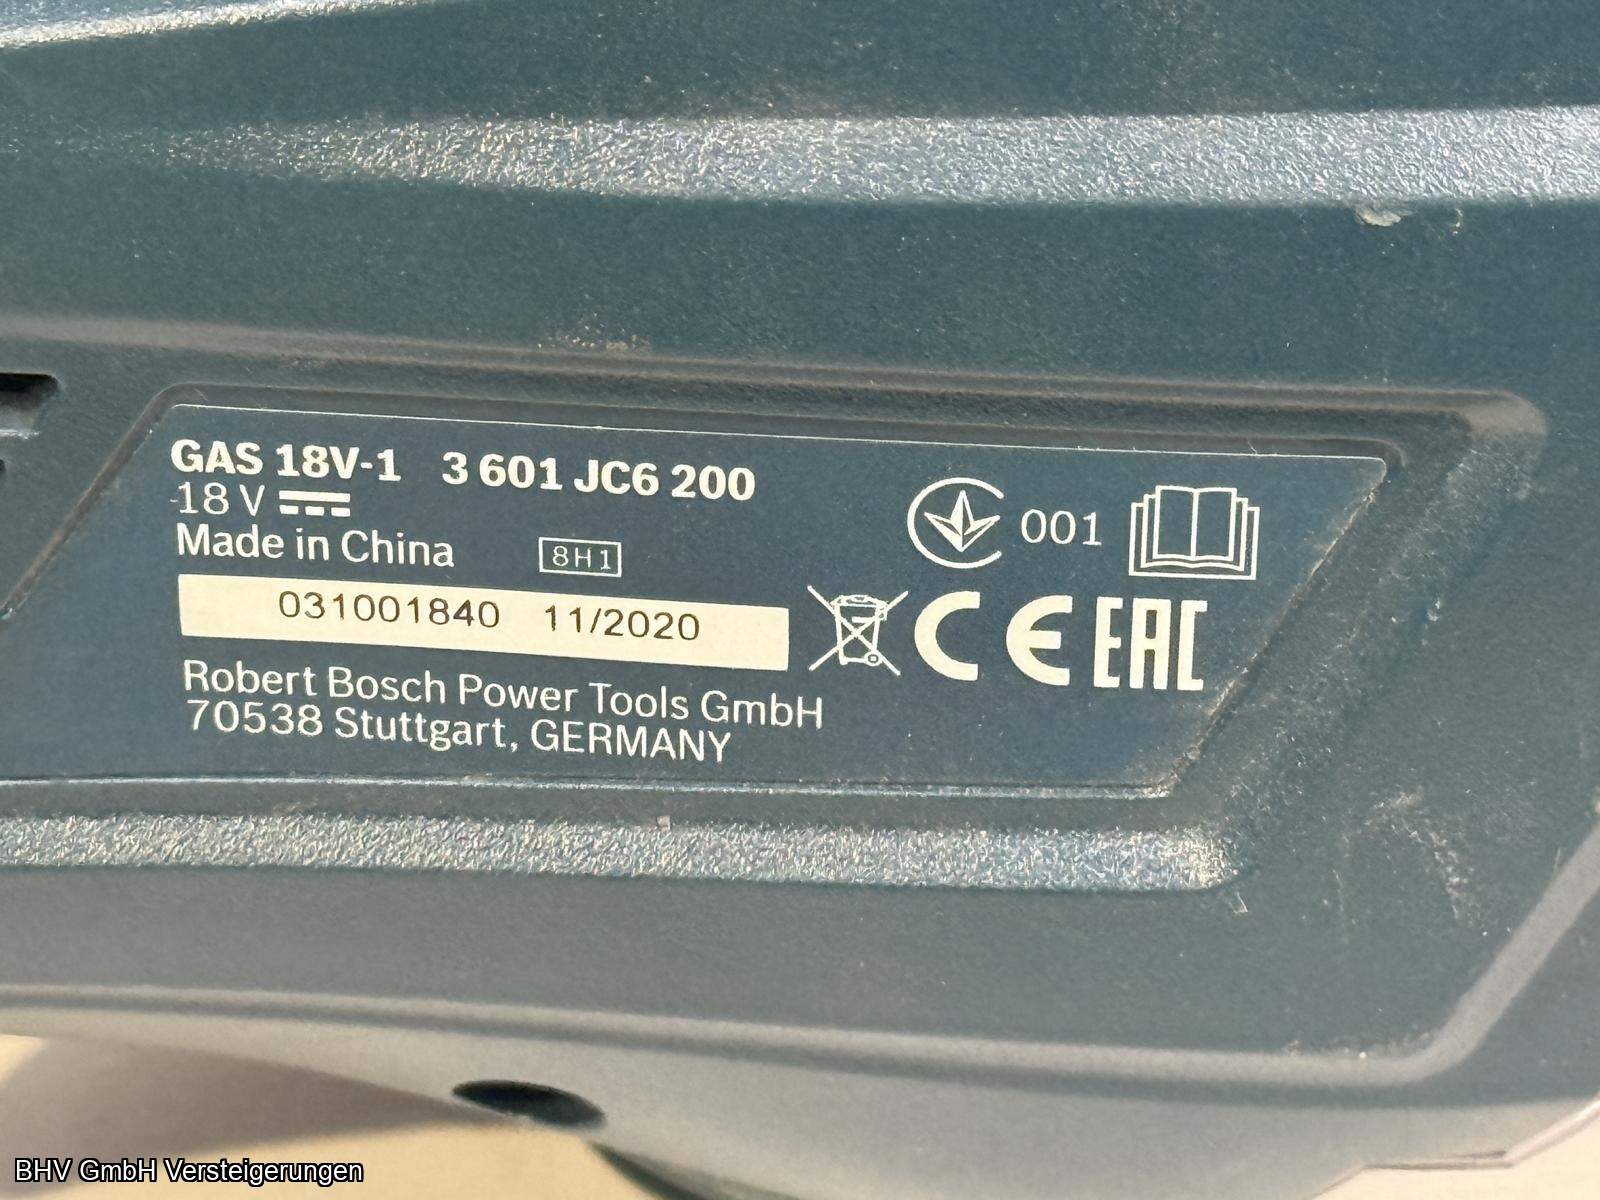 GAS 18V-1 3 601 JC6 200
18 V
Made in China 8H1
031001840 11/2020
Robert Bosch Power Tools GmbH
70538 Stuttgart, GERMANY
001
CE EAC
BHV GmbH Versteigerungen